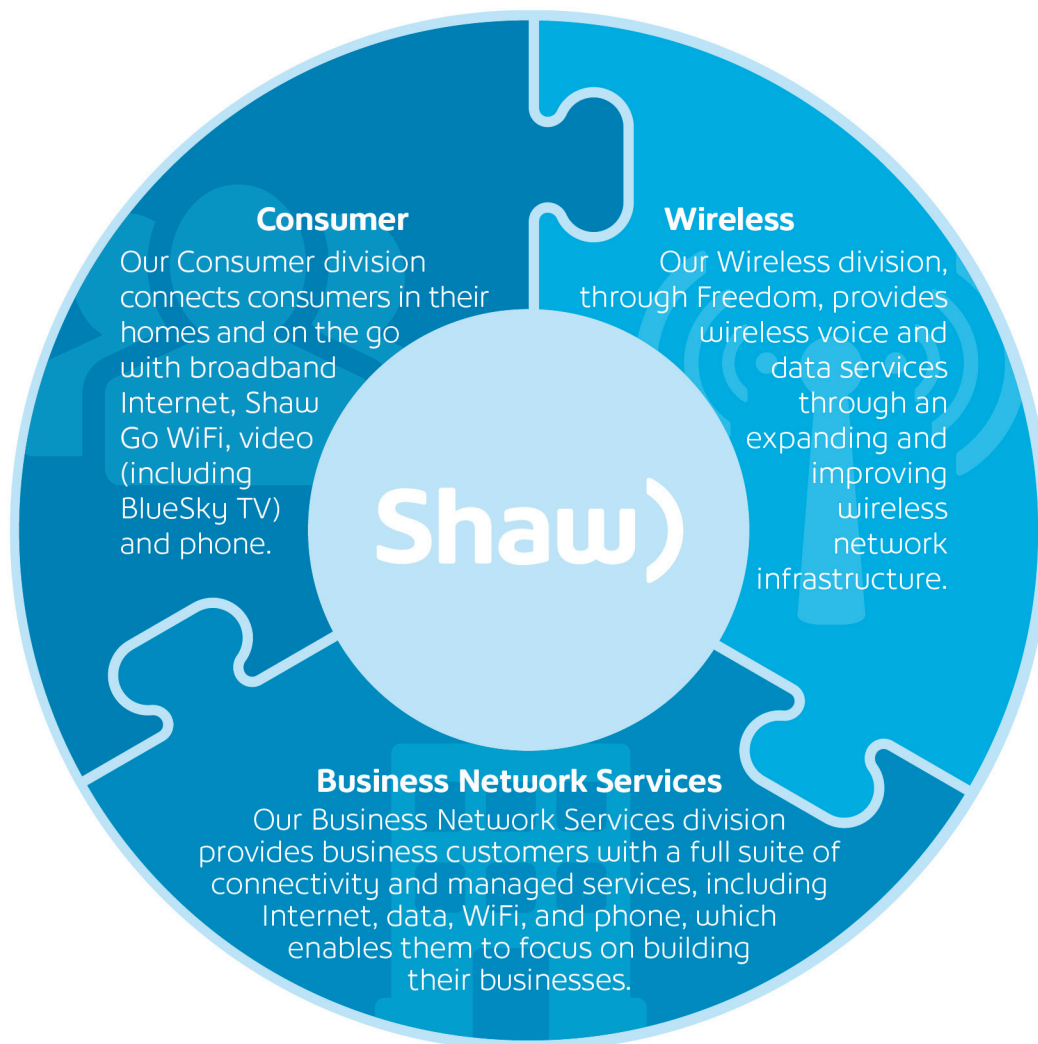 Consumer
Our Consumer division
connects consumers in their
homes and on the go
with broadband
Internet, Shaw
Go WiFi, video
(including
BlueSky TV)
and phone.
Wireless
Our Wireless division,
through Freedom, provides
wireless voice and
data services
through an
expanding and
improving
wireless
network
infrastructure.
Shaw)
Business Network Services
Our Business Network Services division
provides business customers with a full suite of
connectivity and managed services, including
Internet, data, WiFi, and phone, which
enables them to focus on building
their businesses.